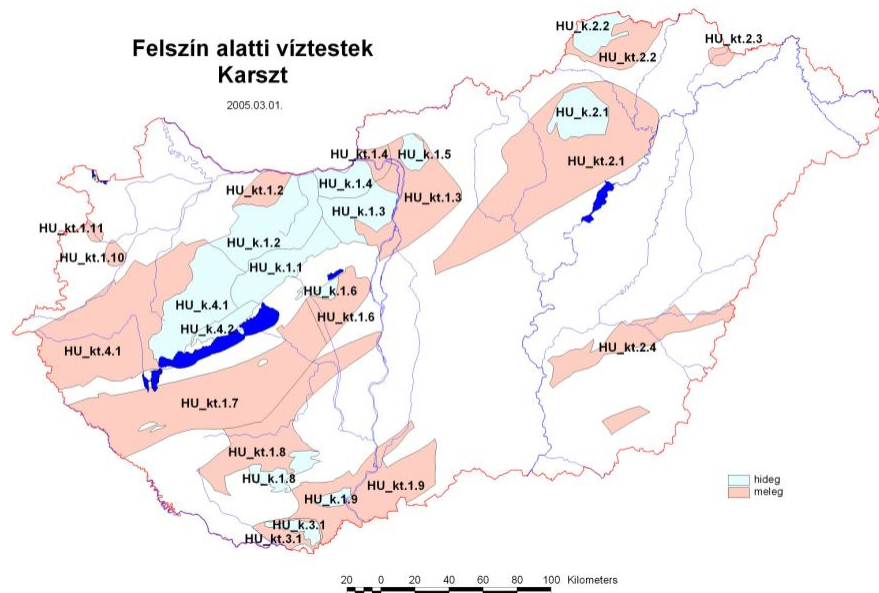 Felszín alatti víztestek
Karszt
2005.03.01.
HU_k.2.2
HU_kt.2.2
HU_kt.2.3
HU_k.2.1
HU_kt.2.1
HU_kt.1.4
HU_k.1.5
HU_k.1.4
HU_kt.1.3
HU_kt.1.2
HU_k.1.3
HU_kt.1.11
HU_k.1.2
HU_kt.1.10
HU_k.1.1
HU_k.1.6
HU_k.4.1
HU_kt.1.6
HU_k.4.2
HU_kt.4.1
HU_kt.2.4
HU_kt.1.7
HU_kt.1.8
HU_k.1.8
HU_kt.1.9
HU_k.1.9
HU_k.3.1
HU_kt.3.1
hideg
meleg
20 0 20 40 60 80 100 Kilometers